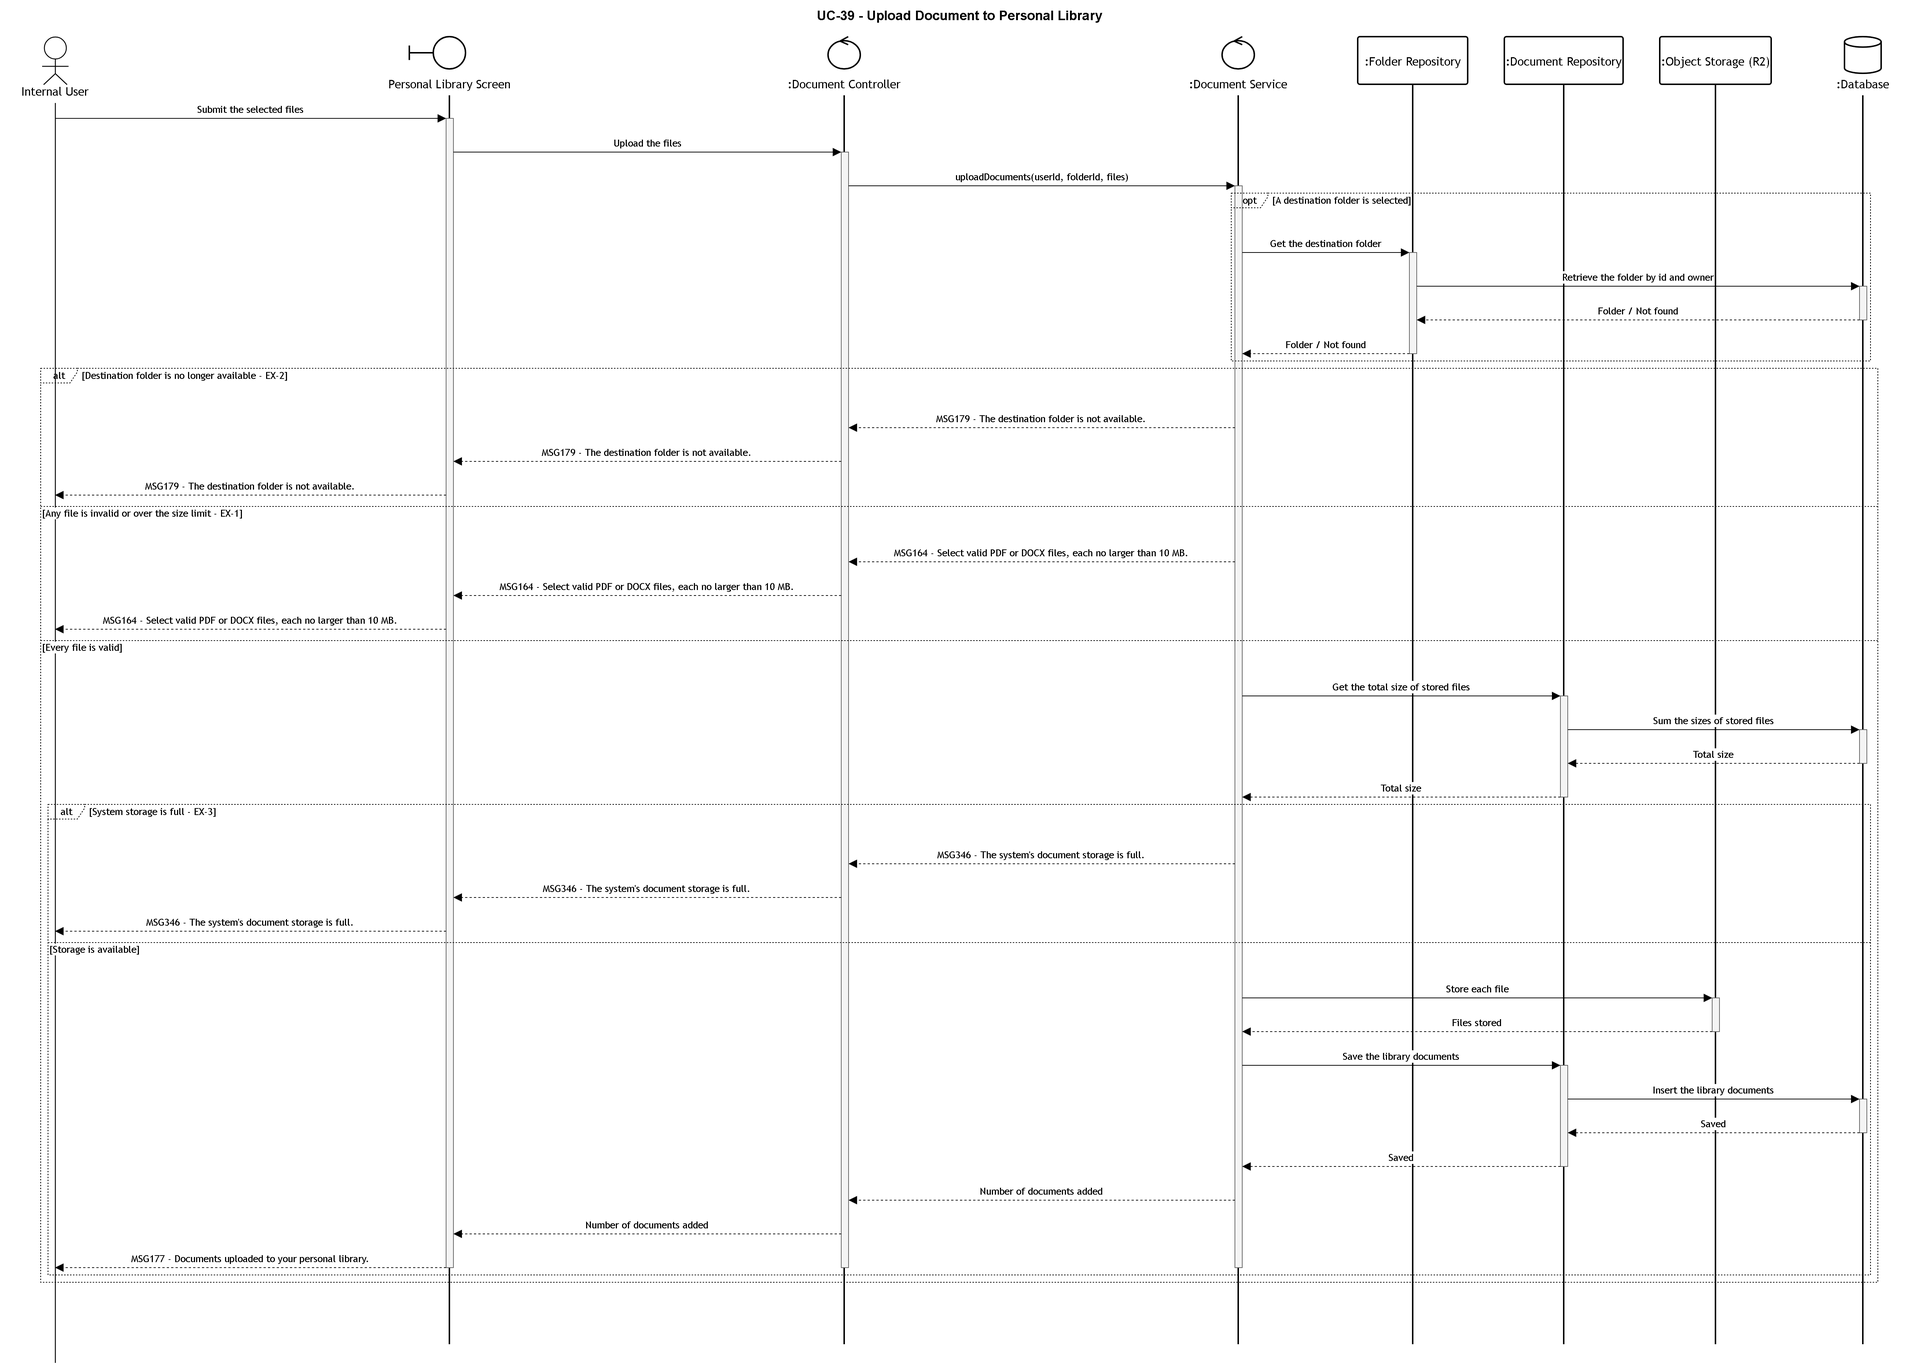 UC-39 - Upload Document to Personal Library
Internal User
Personal Library Screen
:Document Controller
:Document Service
:Folder Repository
:Document Repository
:Object Storage (R2)
:Database
Submit the selected files
Upload the files
uploadDocuments(userId, folderId, files)
opt [A destination folder is selected]
Get the destination folder
Retrieve the folder by id and owner
Folder / Not found
Folder / Not found
alt [Destination folder is no longer available - EX-2]
MSG179 - The destination folder is not available.
MSG179 - The destination folder is not available.
MSG179 - The destination folder is not available.
[Any file is invalid or over the size limit - EX-1]
MSG164 - Select valid PDF or DOCX files, each no larger than 10 MB.
MSG164 - Select valid PDF or DOCX files, each no larger than 10 MB.
MSG164 - Select valid PDF or DOCX files, each no larger than 10 MB.
[Every file is valid]
Get the total size of stored files
Sum the sizes of stored files
Total size
Total size
alt [System storage is full - EX-3]
MSG346 - The system's document storage is full.
MSG346 - The system's document storage is full.
MSG346 - The system's document storage is full.
[Storage is available]
Store each file
Files stored
Save the library documents
Insert the library documents
Saved
Saved
Number of documents added
Number of documents added
MSG177 - Documents uploaded to your personal library.